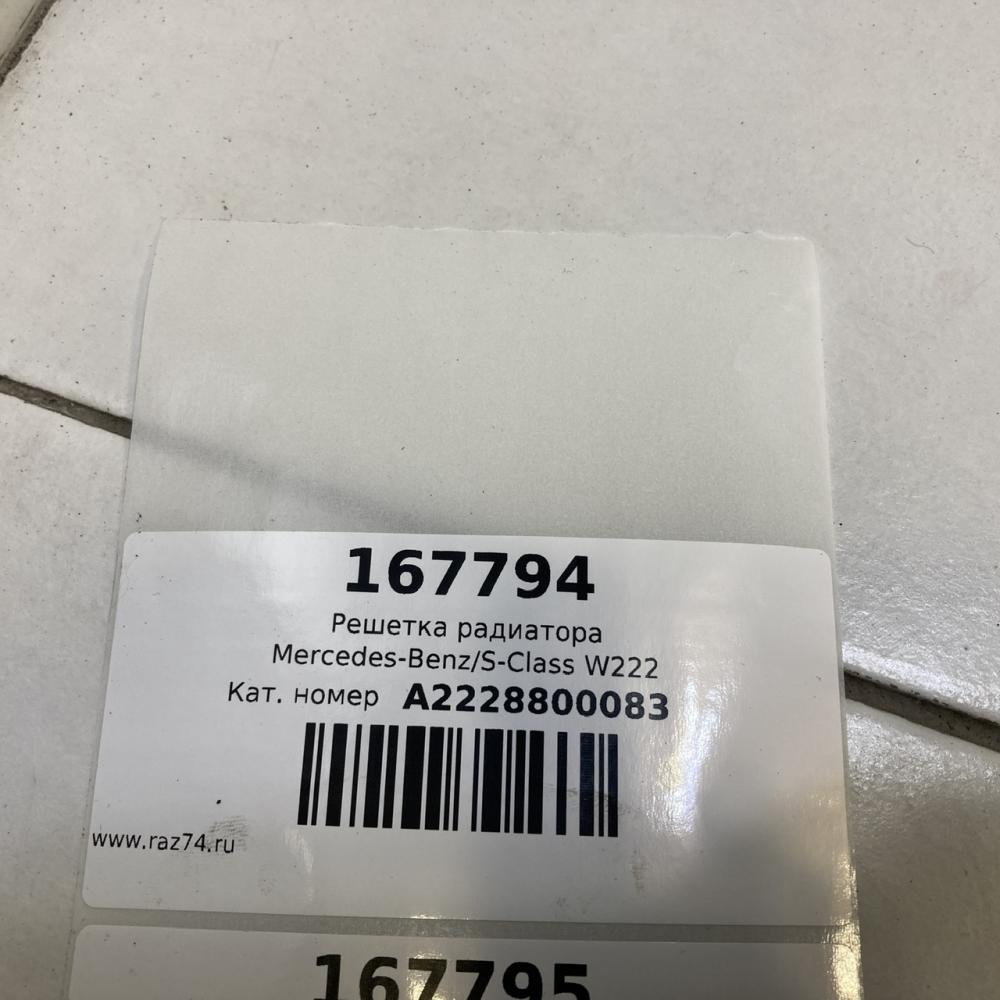 167794
Решетка радиатора
Mercedes-Benz/S-Class W222
Кат. номер A2228800083
www.raz74.ru
167795